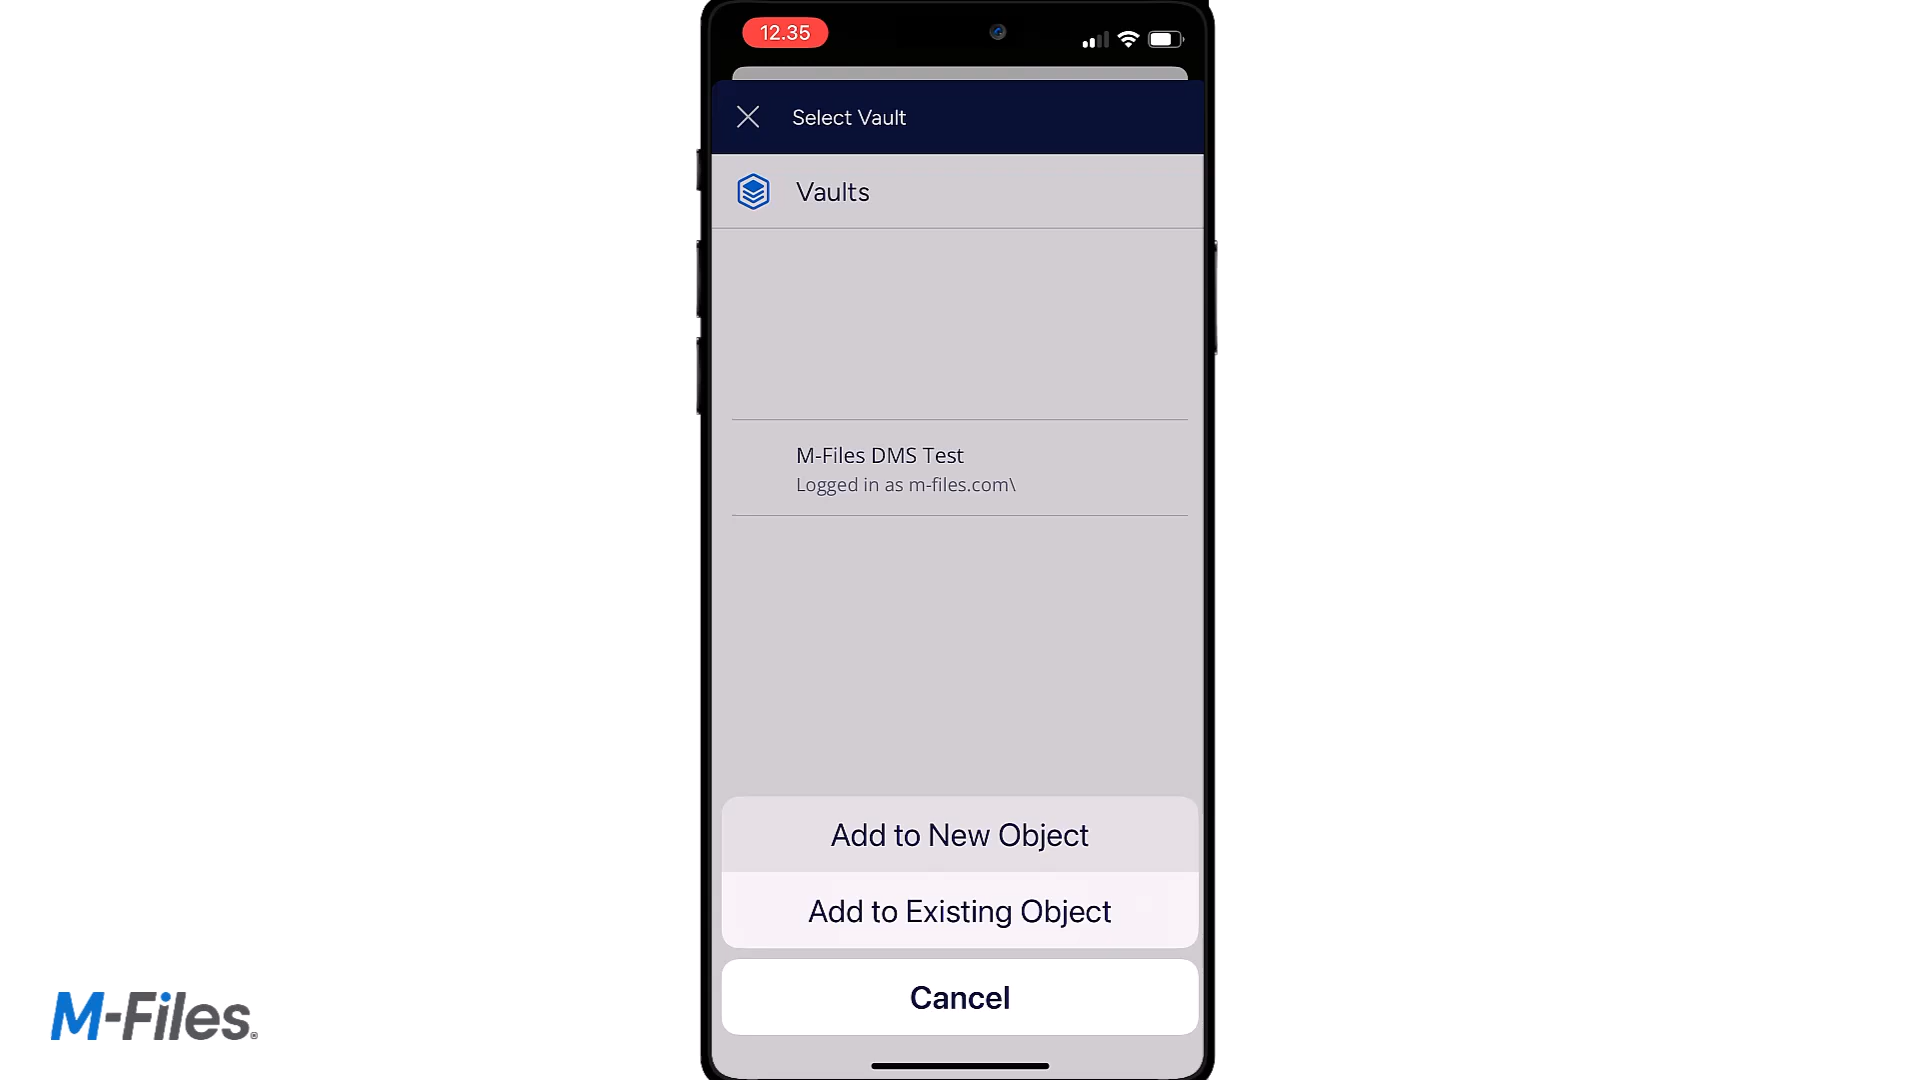 12.35
Select Vault
Vaults
M-Files DMS Test
Logged in as m-files.com\
Add to New Object
Add to Existing Object
Cancel
M-Files®